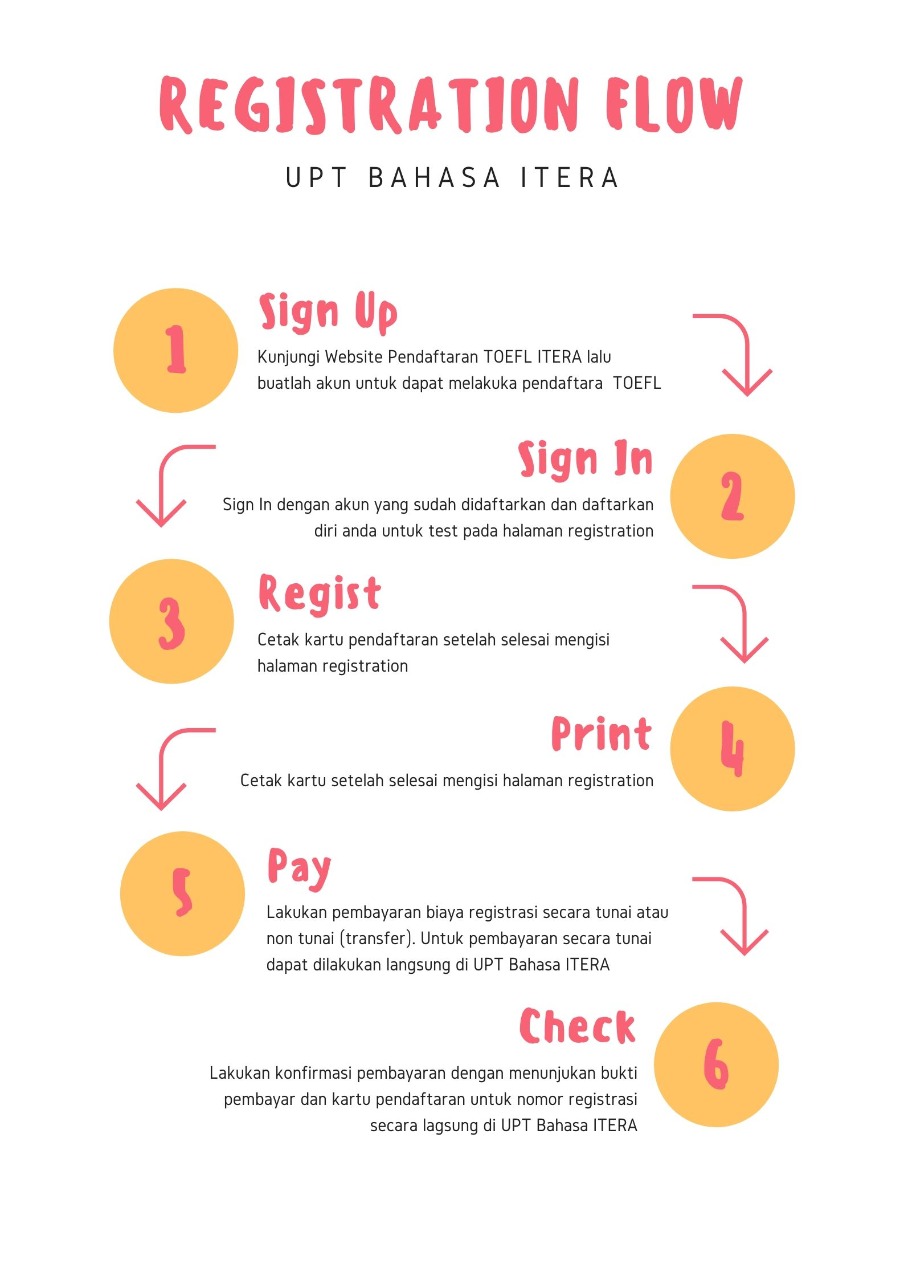 REGISTRATION FLOW
UPT BAHASA ITERA
1
Sign Up
Kunjungi Website Pendaftaran TOEFL ITERA lalu
buatlah akun untuk dapat melakuka pendaftara TOEFL
Sign In
2
Sign In dengan akun yang sudah didaftarkan dan daftarkan
diri anda untuk test pada halaman registration
3
Regist
Cetak kartu pendaftaran setelah selesai mengisi
halaman registration
Print
4
Cetak kartu setelah selesai mengisi halaman registration
5
Pay
Lakukan pembayaran biaya registrasi secara tunai atau
non tunai (transfer). Untuk pembayaran secara tunai
dapat dilakukan langsung di UPT Bahasa ITERA
Check
6
Lakukan konfirmasi pembayaran dengan menunjukan bukti
pembayar dan kartu pendaftaran untuk nomor registrasi
secara lagsung di UPT Bahasa ITERA